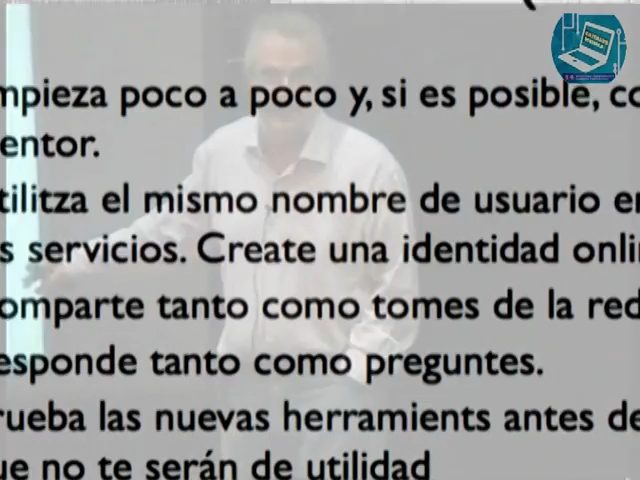 mpieza poco a poco y, si es posible, co
entor.
tilitza el mismo nombre de usuario en
s servicios. Create una identidad onlin
omparte tanto como tomes de la red
esponde tanto como preguntes.
rueba las nuevas herramients antes de
ue no te serán de utilidad